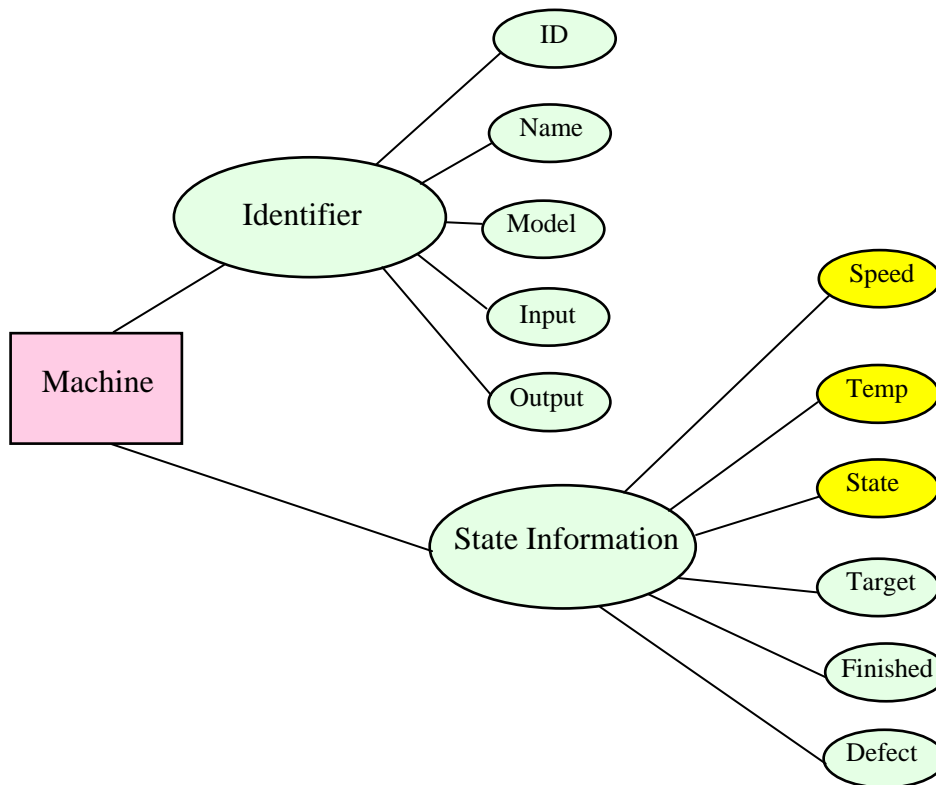 ID
Name
Identifier
Model
Speed
Input
Machine
Temp
Output
State
State Information
Target
Finished
Defect